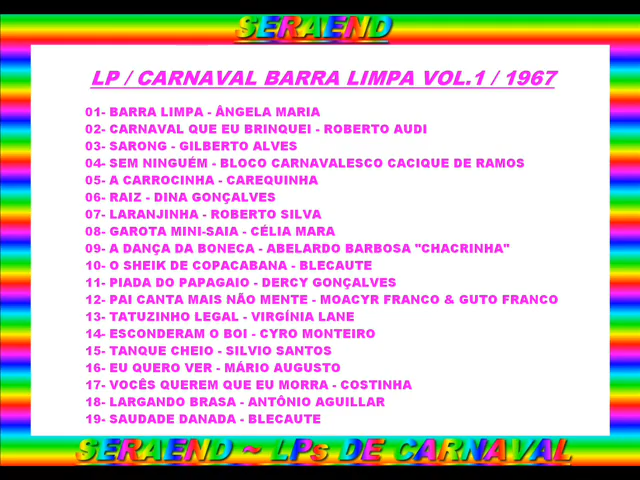 SERAEND
LP / CARNAVAL BARRA LIMPA VOL.1 / 1967
01- BARRA LIMPA - ÂNGELA MARIA
02- CARNAVAL QUE EU BRINQUEI - ROBERTO AUDI
03- SARONG - GILBERTO ALVES
04- SEM NINGUÉM - BLOCO CARNAVALESCO CACIQUE DE RAMOS
05- A CARROCINHA - CAREQUINHA
06- RAIZ - DINA GONÇALVES
07- LARANJINHA - ROBERTO SILVA
08- GAROTA MINI-SAIA - CÉLIA MARA
09- A DANÇA DA BONECA - ABELARDO BARBOSA "CHACRINHA"
10- O SHEIK DE COPACABANA - BLECAUTE
11- PIADA DO PAPAGAIO - DERCY GONÇALVES
12- PAI CANTA MAIS NÃO MENTE - MOACYR FRANCO & GUTO FRANCO
13- TATUZINHO LEGAL - VIRGÍNIA LANE
14- ESCONDERAM O BOI - CYRO MONTEIRO
15- TANQUE CHEIO - SILVIO SANTOS
16- EU QUERO VER - MÁRIO AUGUSTO
17- VOCÊS QUEREM QUE EU MORRA - COSTINHA
18- LARGANDO BRASA - ANTÔNIO AGUILLAR
19- SAUDADE DANADA - BLECAUTE
SERAEND ~ LPs DE CARNAVAL